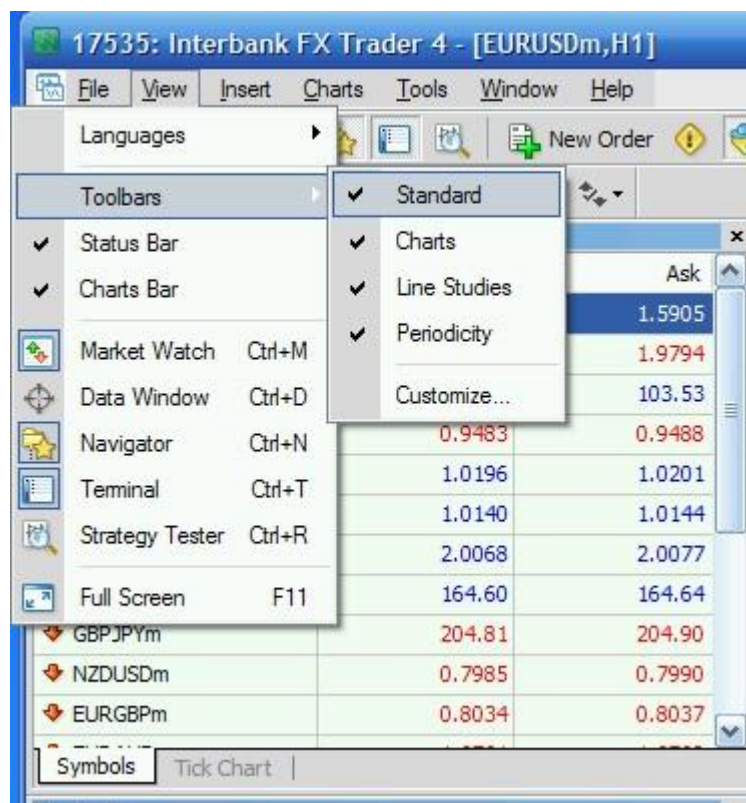 17535: Interbank FX Trader 4 - [EURUSDm,H1]
File View Insert Charts Tools Window Help
New Order
Languages
Toolbars
Status Bar
Charts Bar
Market Watch Ctrl+M
Data Window Ctrl+D
Navigator Ctrl+N
Terminal Ctrl+T
Strategy Tester Ctrl+R
Full Screen F11
Standard
Charts
Line Studies
Periodicity
Customize...
Ask
1.5905
1.9794
103.53
0.9483 0.9488
1.0196 1.0201
1.0140 1.0144
2.0068 2.0077
164.60 164.64
GBPJPYm 204.81 204.90
NZDUSDm 0.7985 0.7990
EURGBPm 0.8034 0.8037
Symbols Tick Chart